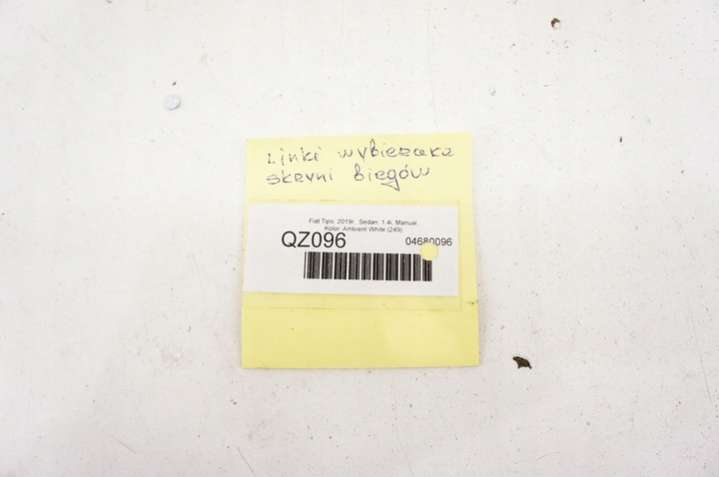 Linki wybieraka
skrzyni biegów
Fiat Tipo. 2019r. Sedan. 1.4i. Manual.
Kolor: Ambient White (249)
QZ096
04680096